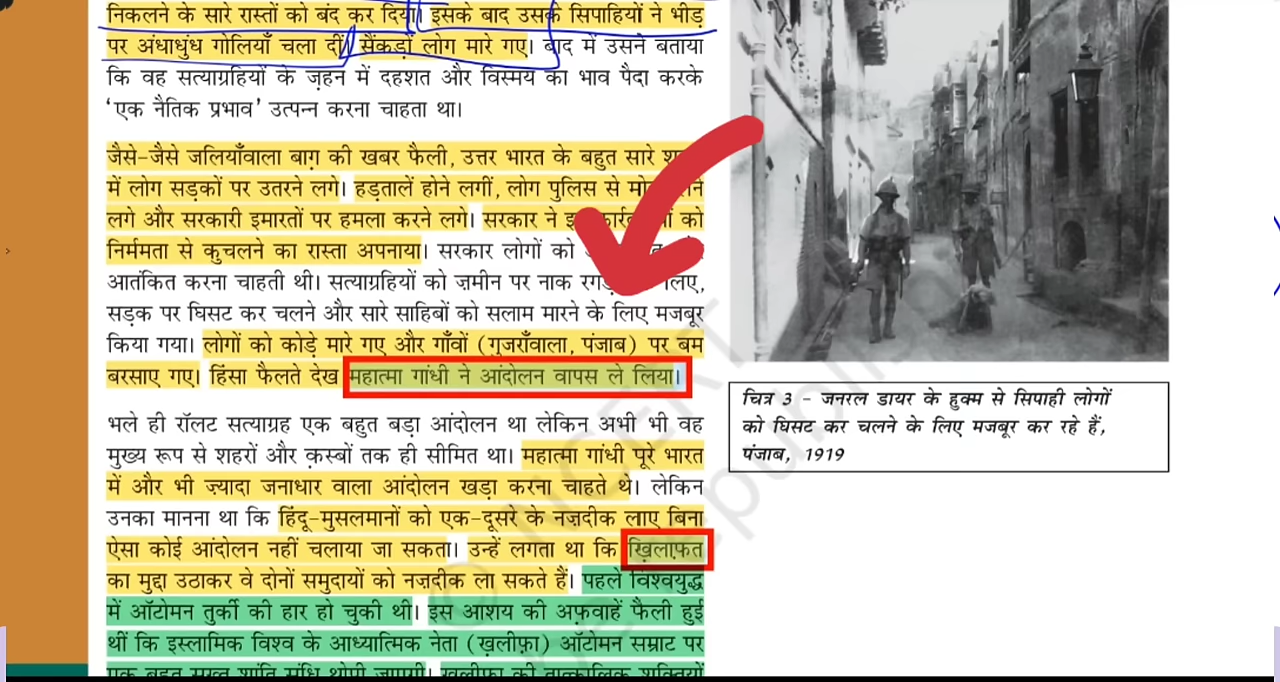 निकलने के सारे रास्तों को बंद कर दिया। इसके बाद उसके सिपाहियों ने भीड़
पर अंधाधुंध गोलियाँ चला दीं। सैंकड़ों लोग मारे गए। बाद में उसने बताया
कि वह सत्याग्रहियों के ज़हन में दहशत और विस्मय का भाव पैदा करके
‘एक नैतिक प्रभाव’ उत्पन्न करना चाहता था।
जैसे-जैसे जलियाँवाला बाग़ की खबर फैली, उत्तर भारत के बहुत सारे
में लोग सड़कों पर उतरने लगे। हड़तालें होने लगीं, लोग पुलिस से
लगे और सरकारी इमारतों पर हमला करने लगे। सरकार ने को
निर्ममता से कुचलने का रास्ता अपनाया। सरकार लोगों को
आतंकित करना चाहती थी। सत्याग्रहियों को ज़मीन पर नाक लिए,
सड़क पर घिसट कर चलने और सारे साहिबों को सलाम मारने के लिए मजबूर
किया गया। लोगों को कोड़े मारे गए और गाँवों (गुजराँवाला, पंजाब) पर बम
बरसाए गए। हिंसा फैलते देख महात्मा गांधी ने आंदोलन वापस ले लिया।
भले ही रॉलट सत्याग्रह एक बहुत बड़ा आंदोलन था लेकिन अभी भी वह
मुख्य रूप से शहरों और क़स्बों तक ही सीमित था। महात्मा गांधी पूरे भारत
में और भी ज़्यादा जनाधार वाला आंदोलन खड़ा करना चाहते थे। लेकिन
उनका मानना था कि हिंदू-मुसलमानों को एक-दूसरे के नज़दीक लाए बिना
ऐसा कोई आंदोलन नहीं चलाया जा सकता। उन्हें लगता था कि ख़िलाफ़त
का मुद्दा उठाकर वे दोनों समुदायों को नज़दीक ला सकते हैं। पहले विश्वयुद्ध
में ऑटोमन तुर्की की हार हो चुकी थी। इस आशय की अफ़वाहें फैली हुई
थीं कि इस्लामिक विश्व के आध्यात्मिक नेता (ख़लीफ़ा) ऑटोमन सम्राट पर
एक बहुत सख़्त शांति संधि थोपी जाएगी। ख़लीफ़ा की तात्कालिक शक्तियों
चित्र 3 - जनरल डायर के हुक्म से सिपाही लोगों
को घिसट कर चलने के लिए मजबूर कर रहे हैं,
पंजाब, 1919
© NCERT